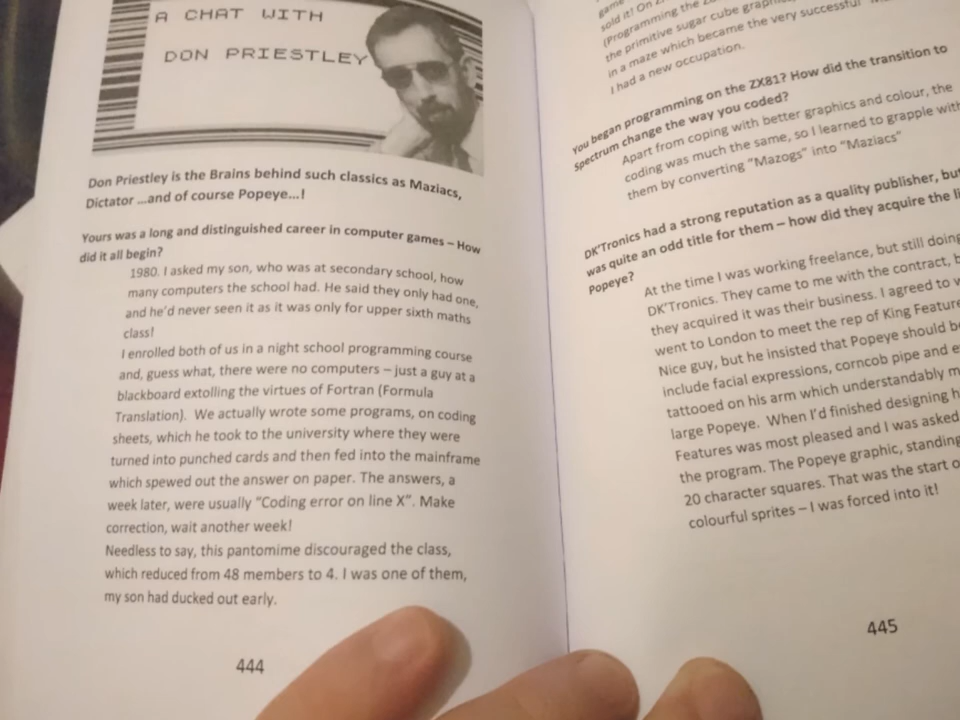 A CHAT WITH
DON PRIESTLEY
Don Priestley is the Brains behind such classics as Maziacs,
Dictator ...and of course Popeye...!
Yours was a long and distinguished career in computer games – How
did it all begin?
1980. I asked my son, who was at secondary school, how
many computers the school had. He said they only had one,
and he'd never seen it as it was only for upper sixth maths
class!
I enrolled both of us in a night school programming course
and, guess what, there were no computers – just a guy at a
blackboard extolling the virtues of Fortran (Formula
Translation). We actually wrote some programs, on coding
sheets, which he took to the university where they were
turned into punched cards and then fed into the mainframe
which spewed out the answer on paper. The answers, a
week later, were usually "Coding error on line X". Make
correction, wait another week!
Needless to say, this pantomime discouraged the class,
which reduced from 48 members to 4. I was one of them,
my son had ducked out early.
444
game
sold it! On
(Programming the
the primitive sugar cube
in a maze which became the very successful
I had a new occupation.
You began programming on the ZX81? How did the transition to
Spectrum change the way you coded?
Apart from coping with better graphics and colour, the
coding was much the same, so I learned to grapple with
them by converting "Mazogs" into "Maziacs"
DK'Tronics had a strong reputation as a quality publisher, but
was quite an odd title for them – how did they acquire the
Popeye?
At the time I was working freelance, but still doing
DK'Tronics. They came to me with the contract,
they acquired it was their business. I agreed to
went to London to meet the rep of King
Nice guy, but he insisted that Popeye should
include facial expressions, corncob pipe and
tattooed on his arm which understandably
large Popeye. When I'd finished designing
Features was most pleased and I was asked
the program. The Popeye graphic, standing
20 character squares. That was the start
colourful sprites – I was forced into it!
445